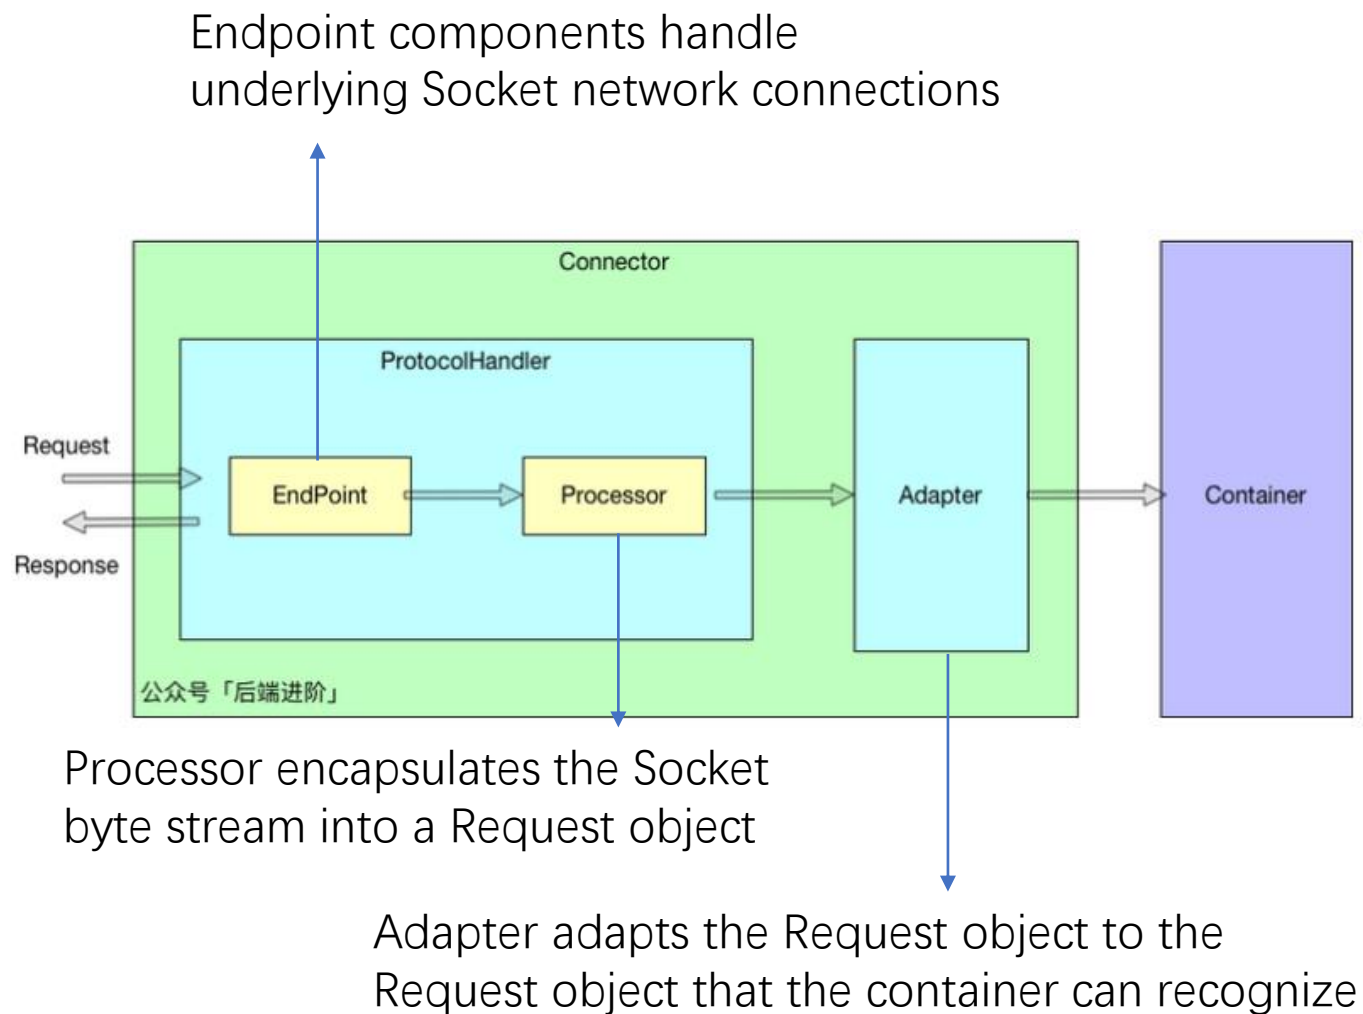 Endpoint components handle
underlying Socket network connections
Connector
ProtocolHandler
Request
EndPoint
Processor
Adapter
Container
Response
公众号「后端进阶」
Processor encapsulates the Socket
byte stream into a Request object
Adapter adapts the Request object to the
Request object that the container can recognize